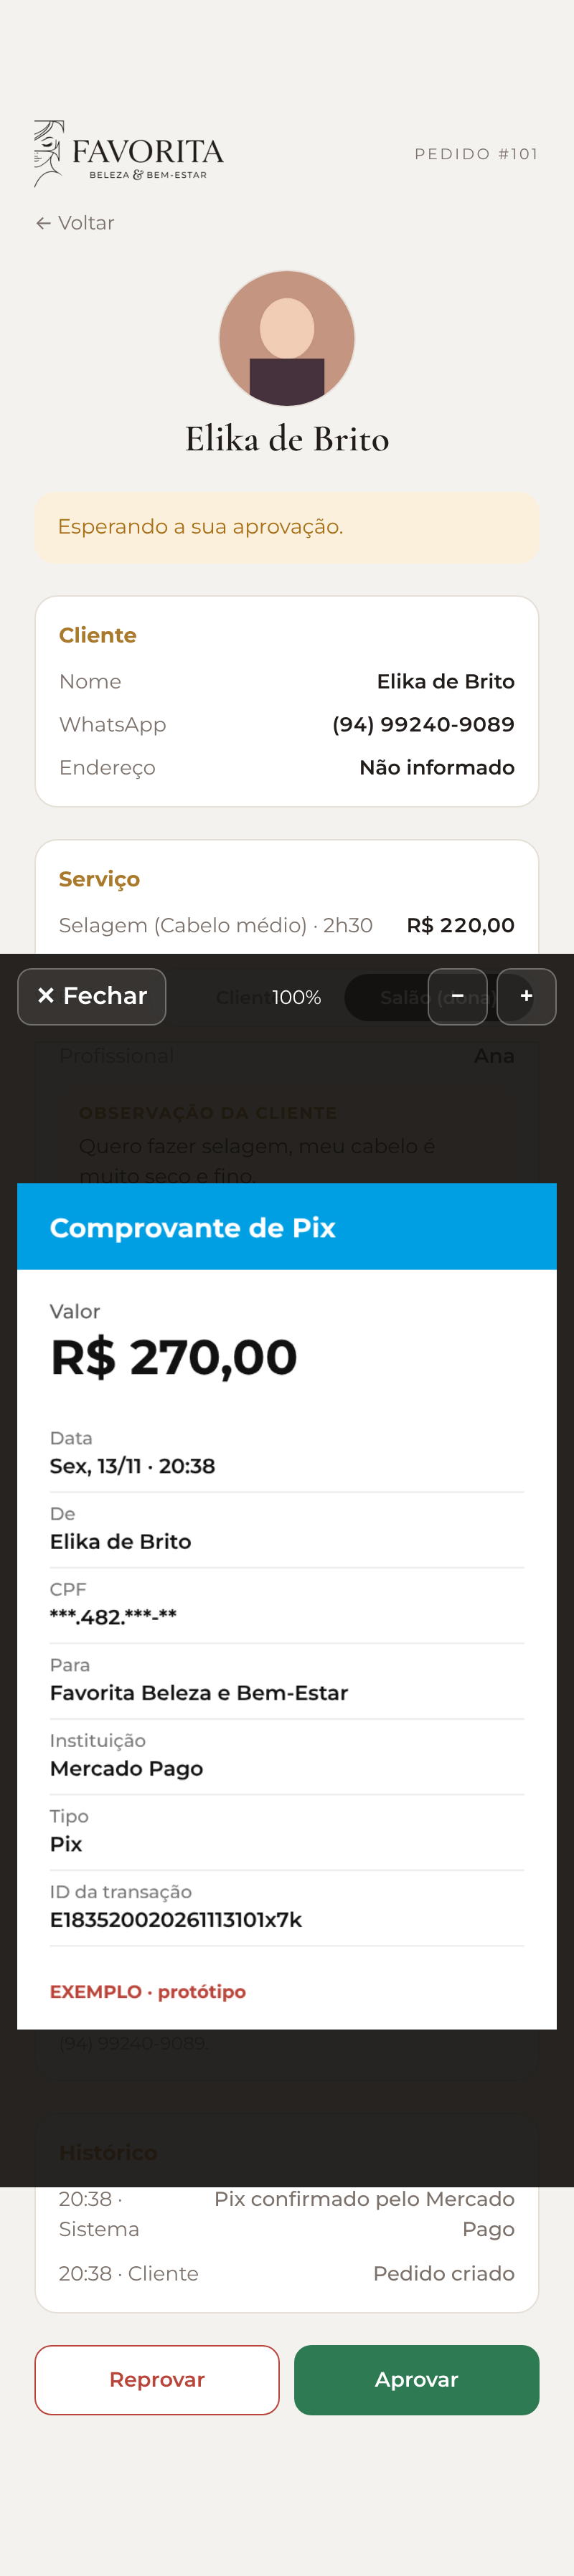 FAVORITA
BELEZA & BEM-ESTAR
PEDIDO #101
← Voltar
Elika de Brito
Esperando a sua aprovação.
Cliente
Nome Elika de Brito
WhatsApp (94) 99240-9089
Endereço Não informado
Serviço
Selagem (Cabelo médio) · 2h30 R$ 220,00
✕ Fechar 100% − +
Client Salão (dona)
Profissional Ana
OBSERVAÇÃO DA CLIENTE
Quero fazer selagem, meu cabelo é
muito seco e fino.
Comprovante de Pix
Valor
R$ 270,00
Data
Sex, 13/11 · 20:38
De
Elika de Brito
CPF
***.482.***-**
Para
Favorita Beleza e Bem-Estar
Instituição
Mercado Pago
Tipo
Pix
ID da transação
E1835200202611131​01x7k
EXEMPLO · protótipo
(94) 99240-9089.
Histórico
20:38 · Pix confirmado pelo Mercado
Sistema Pago
20:38 · Cliente Pedido criado
Reprovar Aprovar